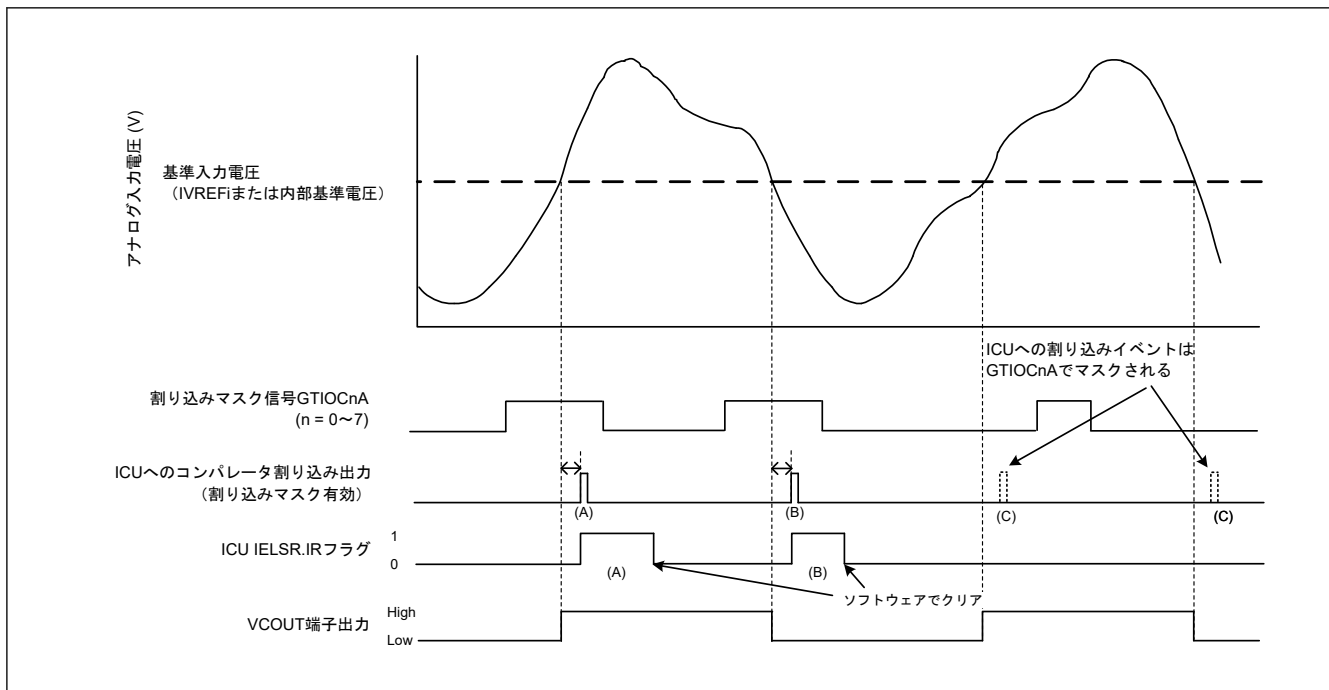 アナログ入力電圧 (V)
基準入力電圧
（IVREFiまたは内部基準電圧）
ICUへの割り込みイベントは
GTIOCnAでマスクされる
割り込みマスク信号GTIOCnA
(n = 0～7)
ICUへのコンパレータ割り込み出力
（割り込みマスク有効）
(A)
(B)
(C)
(C)
1
ICU IELSR.IRフラグ
0
(A)
(B)
ソフトウェアでクリア
High
VCOUT端子出力
Low